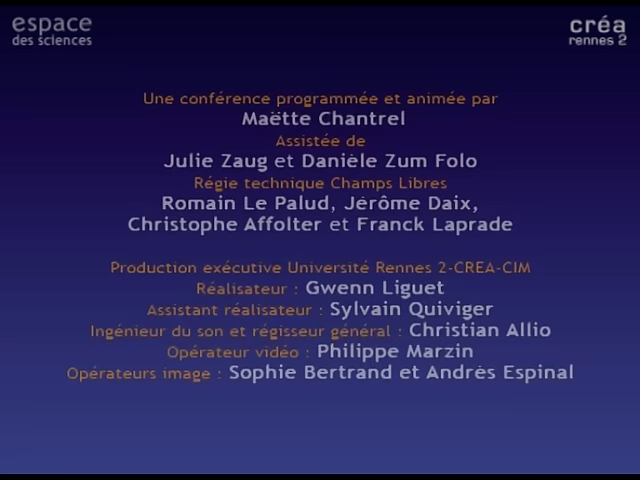 espace
des sciences
créa
rennes 2
Une conférence programmée et animée par
Maëtte Chantrel
Assistée de
Julie Zaug et Danièle Zum Folo
Régie technique Champs Libres
Romain Le Palud, Jérôme Daix,
Christophe Affolter et Franck Laprade
Production exécutive Université Rennes 2-CREA-CIM
Réalisateur : Gwenn Liguet
Assistant réalisateur : Sylvain Quiviger
Ingénieur du son et régisseur général : Christian Allio
Opérateur vidéo : Philippe Marzin
Opérateurs image : Sophie Bertrand et Andrès Espinal